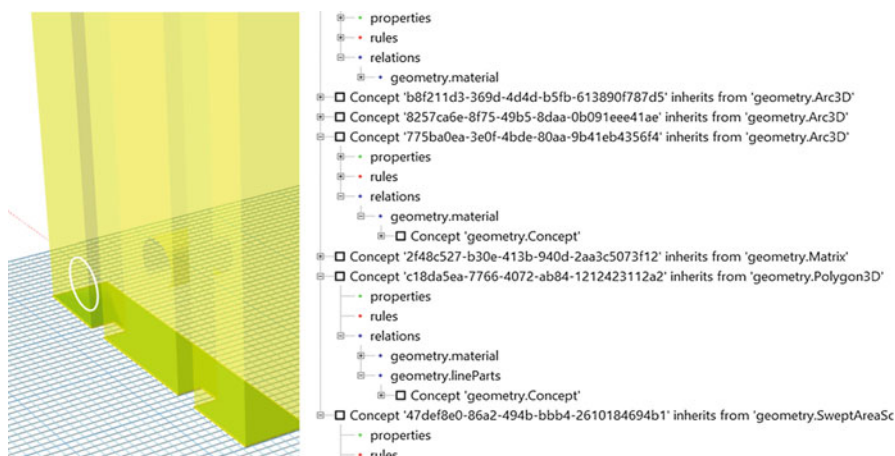 properties
rules
relations
geometry.material
Concept 'b8f211d3-369d-4d4d-b5fb-613890f787d5' inherits from 'geometry.Arc3D'
Concept '8257ca6e-8f75-49b5-8daa-0b091eee41ae' inherits from 'geometry.Arc3D'
Concept '775ba0ea-3e0f-4bde-80aa-9b41eb4356f4' inherits from 'geometry.Arc3D'
properties
rules
relations
geometry.material
Concept 'geometry.Concept'
Concept '2f48c527-b30e-413b-940d-2aa3c5073f12' inherits from 'geometry.Matrix'
Concept 'c18da5ea-7766-4072-ab84-1212423112a2' inherits from 'geometry.Polygon3D'
properties
rules
relations
geometry.material
geometry.lineParts
Concept 'geometry.Concept'
Concept '47def8e0-86a2-494b-bbb4-2610184694b1' inherits from 'geometry.SweptAreaSc
properties
rules